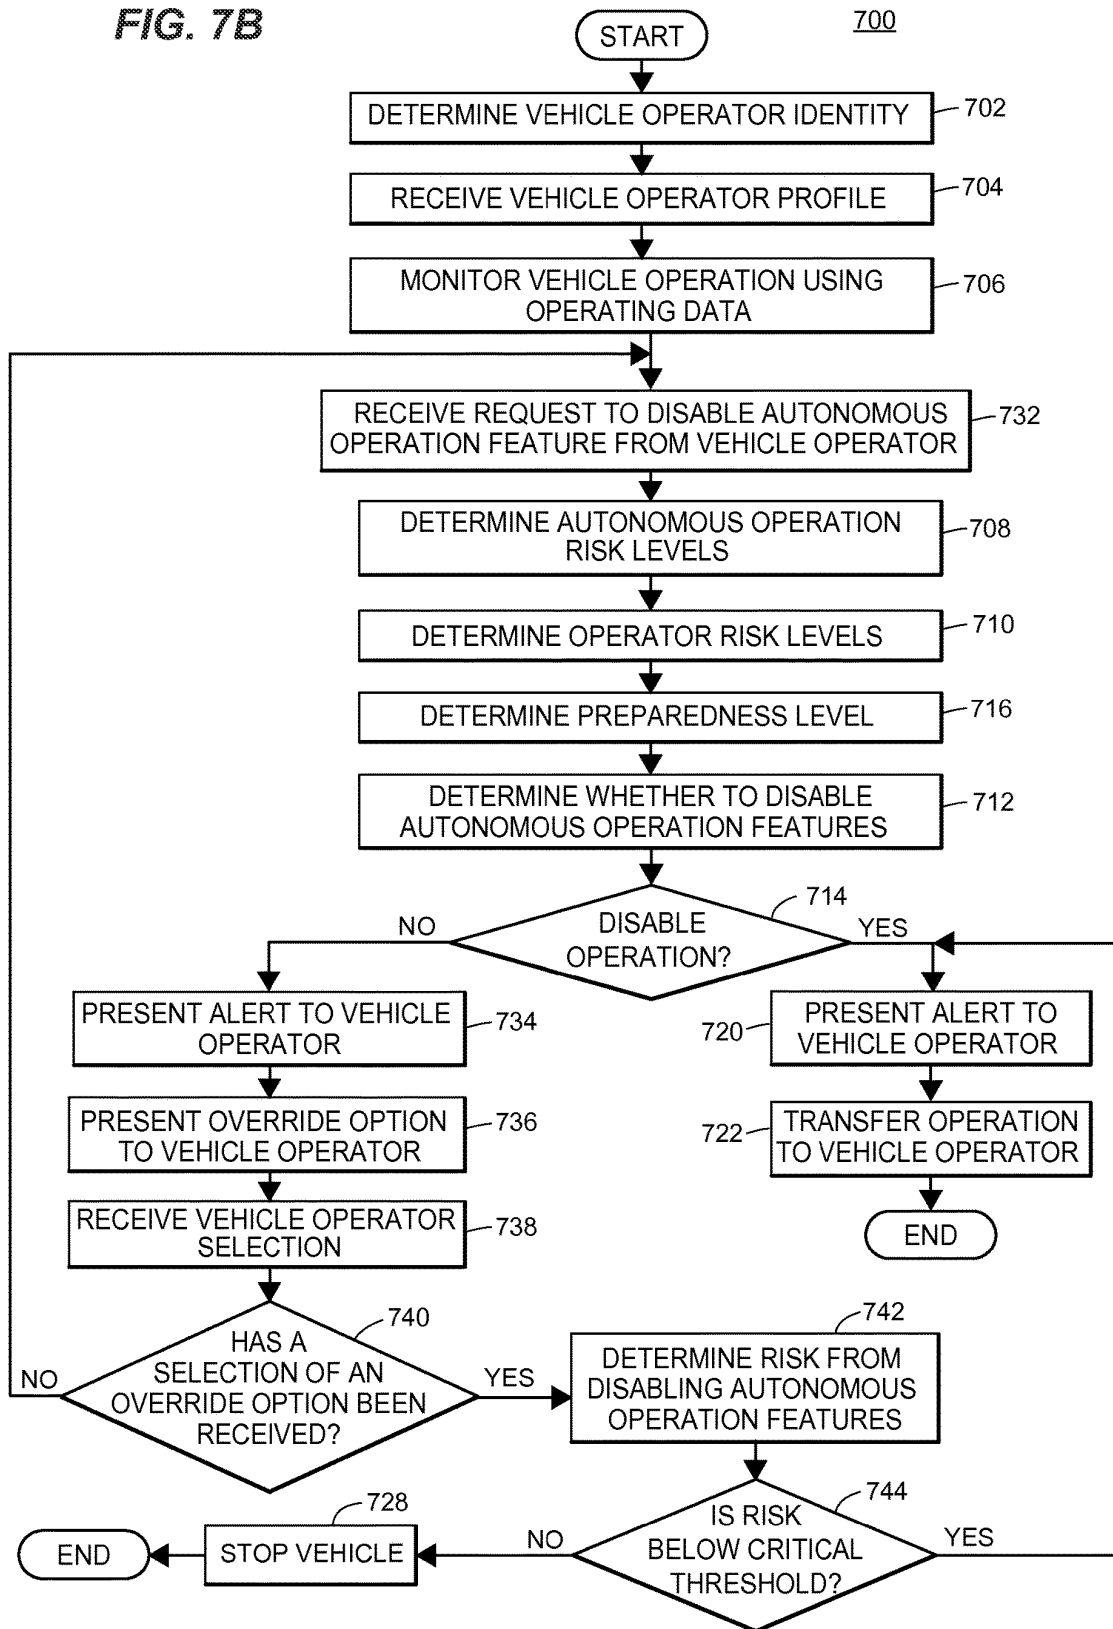 FIG. 7B
700
START
DETERMINE VEHICLE OPERATOR IDENTITY
702
RECEIVE VEHICLE OPERATOR PROFILE
704
MONITOR VEHICLE OPERATION USING
OPERATING DATA
706
RECEIVE REQUEST TO DISABLE AUTONOMOUS
OPERATION FEATURE FROM VEHICLE OPERATOR
732
DETERMINE AUTONOMOUS OPERATION
RISK LEVELS
708
DETERMINE OPERATOR RISK LEVELS
710
DETERMINE PREPAREDNESS LEVEL
716
DETERMINE WHETHER TO DISABLE
AUTONOMOUS OPERATION FEATURES
712
714
NO
DISABLE
OPERATION?
YES
PRESENT ALERT TO VEHICLE
OPERATOR
734
720
PRESENT ALERT TO
VEHICLE OPERATOR
PRESENT OVERRIDE OPTION
TO VEHICLE OPERATOR
736
722
TRANSFER OPERATION
TO VEHICLE OPERATOR
RECEIVE VEHICLE OPERATOR
SELECTION
738
END
740
NO
HAS A
SELECTION OF AN
OVERRIDE OPTION BEEN
RECEIVED?
YES
742
DETERMINE RISK FROM
DISABLING AUTONOMOUS
OPERATION FEATURES
744
IS RISK
BELOW CRITICAL
THRESHOLD?
NO
YES
728
STOP VEHICLE
END